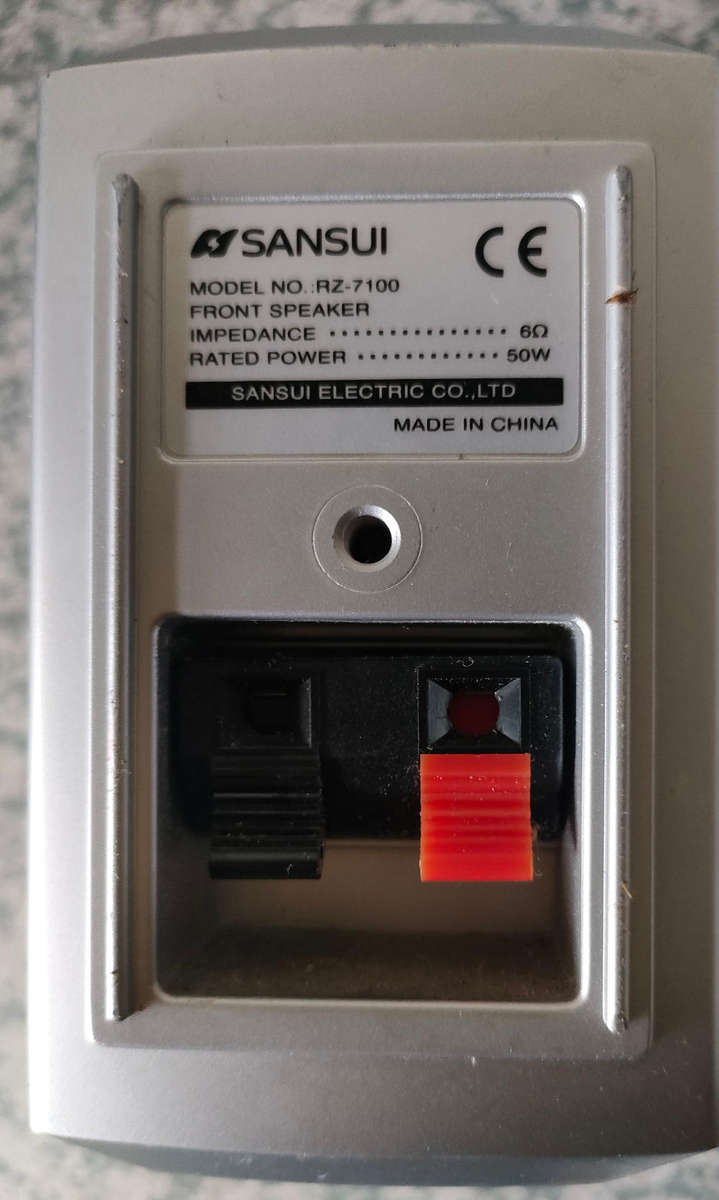 SANSUI CE
MODEL NO.:RZ-7100
FRONT SPEAKER
IMPEDANCE ··············· 6Ω
RATED POWER ············ 50W
SANSUI ELECTRIC CO.,LTD
MADE IN CHINA